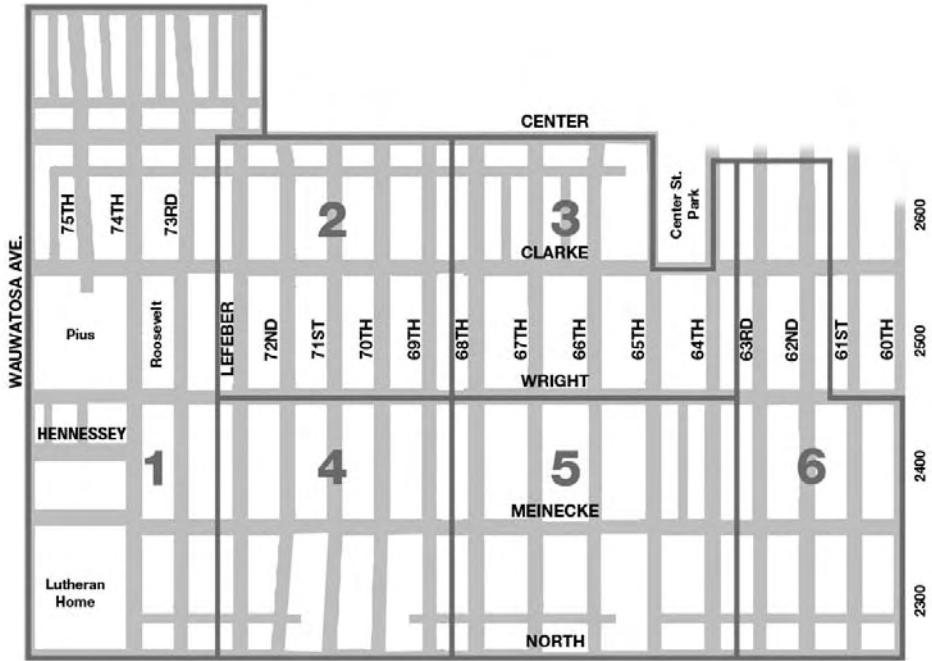 CENTER
75TH
74TH
73RD
2
3
Center St.
Park
2600
CLARKE
WAUWATOSA AVE.
Pius
Roosevelt
LEFEBER
72ND
71ST
70TH
69TH
68TH
67TH
66TH
65TH
64TH
63RD
62ND
61ST
60TH
2500
WRIGHT
HENNESSEY
1
4
5
6
2400
MEINECKE
Lutheran
Home
2300
NORTH